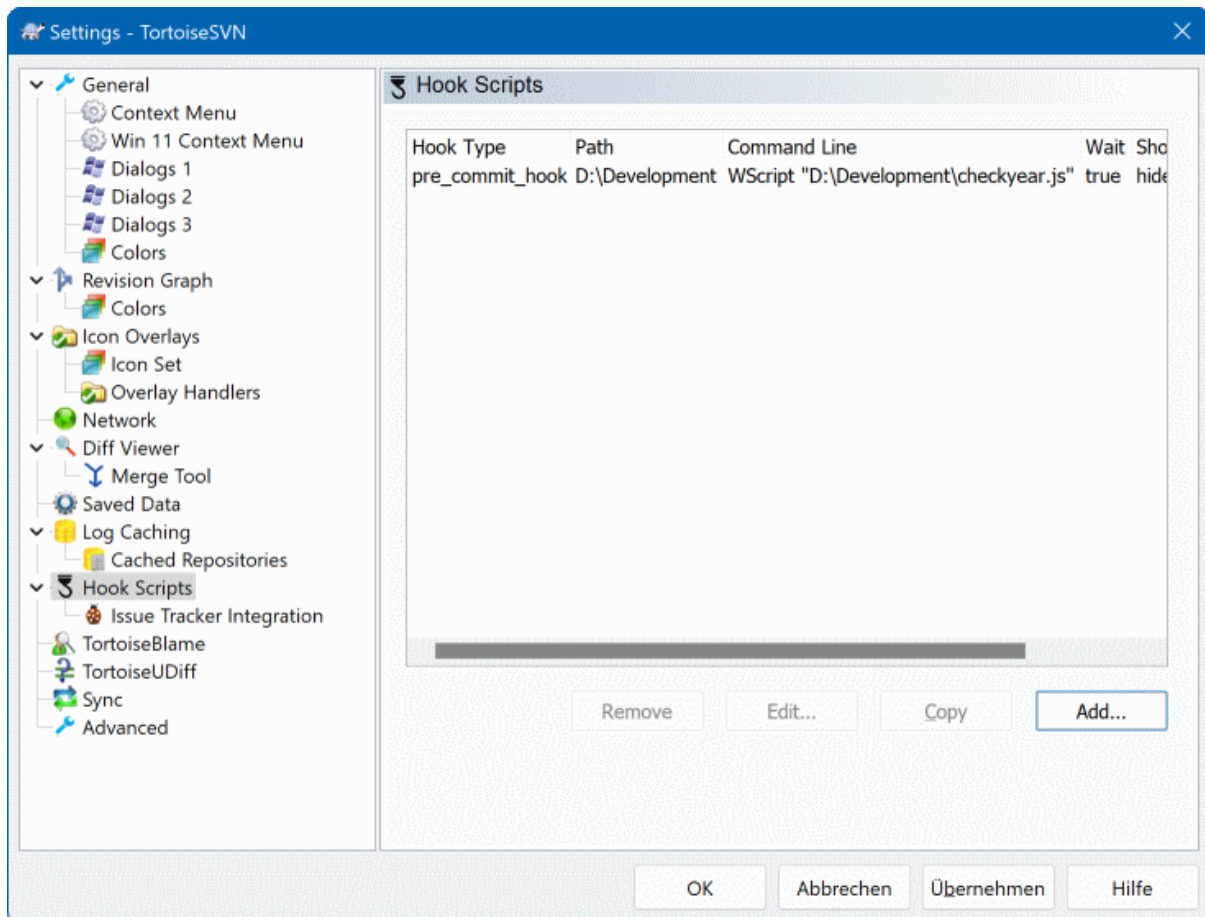 Settings - TortoiseSVN
General
Context Menu
Win 11 Context Menu
Dialogs 1
Dialogs 2
Dialogs 3
Colors
Revision Graph
Colors
Icon Overlays
Icon Set
Overlay Handlers
Network
Diff Viewer
Merge Tool
Saved Data
Log Caching
Cached Repositories
Hook Scripts
Issue Tracker Integration
TortoiseBlame
TortoiseUDiff
Sync
Advanced
Hook Scripts
Hook Type Path Command Line Wait Sho
pre_commit_hook D:\Development WScript "D:\Development\checkyear.js" true hide
Remove Edit... Copy Add...
OK Abbrechen Übernehmen Hilfe